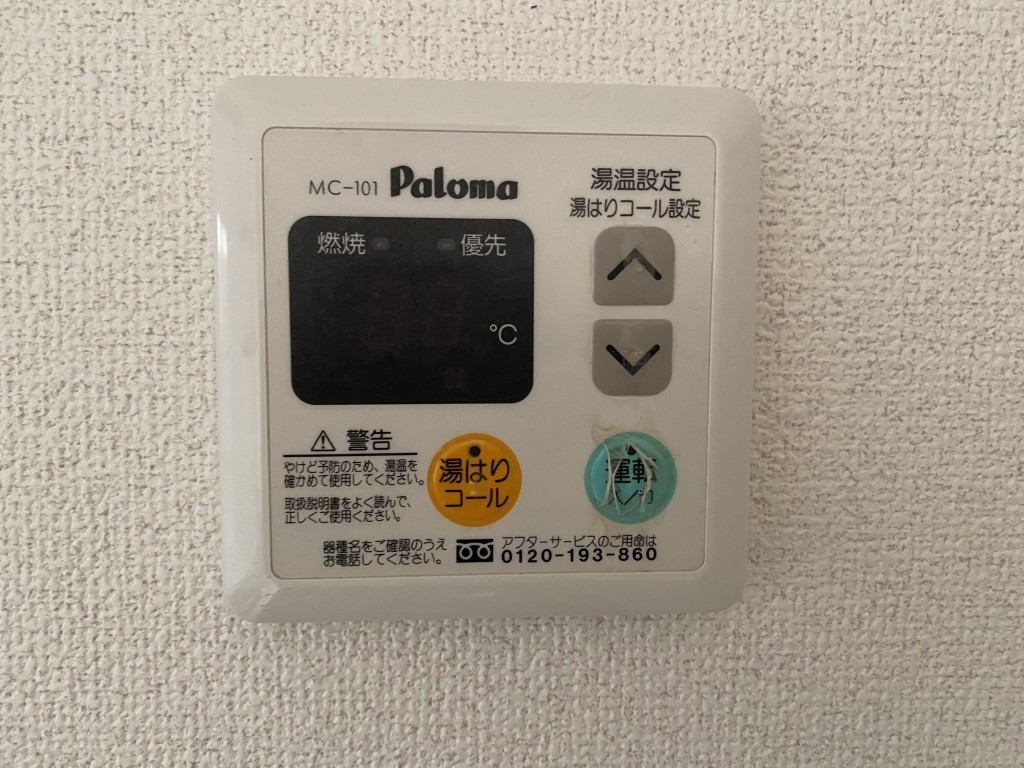 MC-101 Paloma
湯温設定
湯はりコール設定
燃焼
優先
℃
警告
やけど予防のため、湯温を
確かめて使用してください。
取扱説明書をよく読んで、
正しくご使用ください。
湯はり
コール
運転
入/切
器種名をご確認のうえ
お電話してください。
アフターサービスのご用命は
0120-193-860